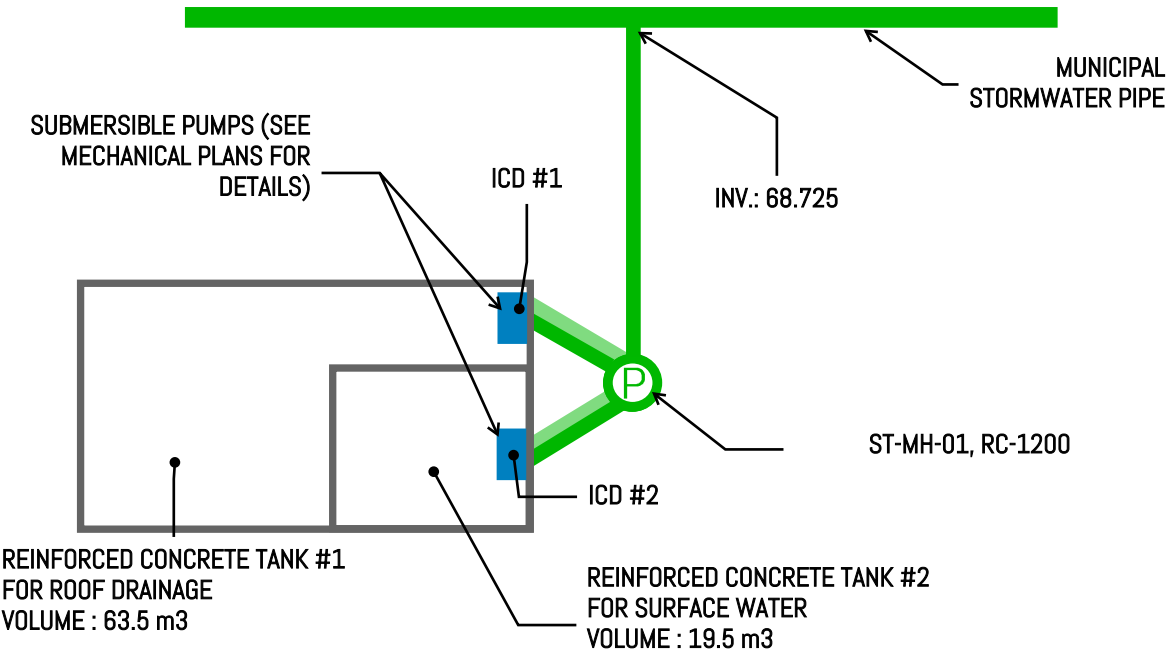 MUNICIPAL
STORMWATER PIPE
SUBMERSIBLE PUMPS (SEE
MECHANICAL PLANS FOR
DETAILS)
ICD #1
INV.: 68.725
P
ST-MH-01, RC-1200
ICD #2
REINFORCED CONCRETE TANK #1
FOR ROOF DRAINAGE
VOLUME : 63.5 m3
REINFORCED CONCRETE TANK #2
FOR SURFACE WATER
VOLUME : 19.5 m3